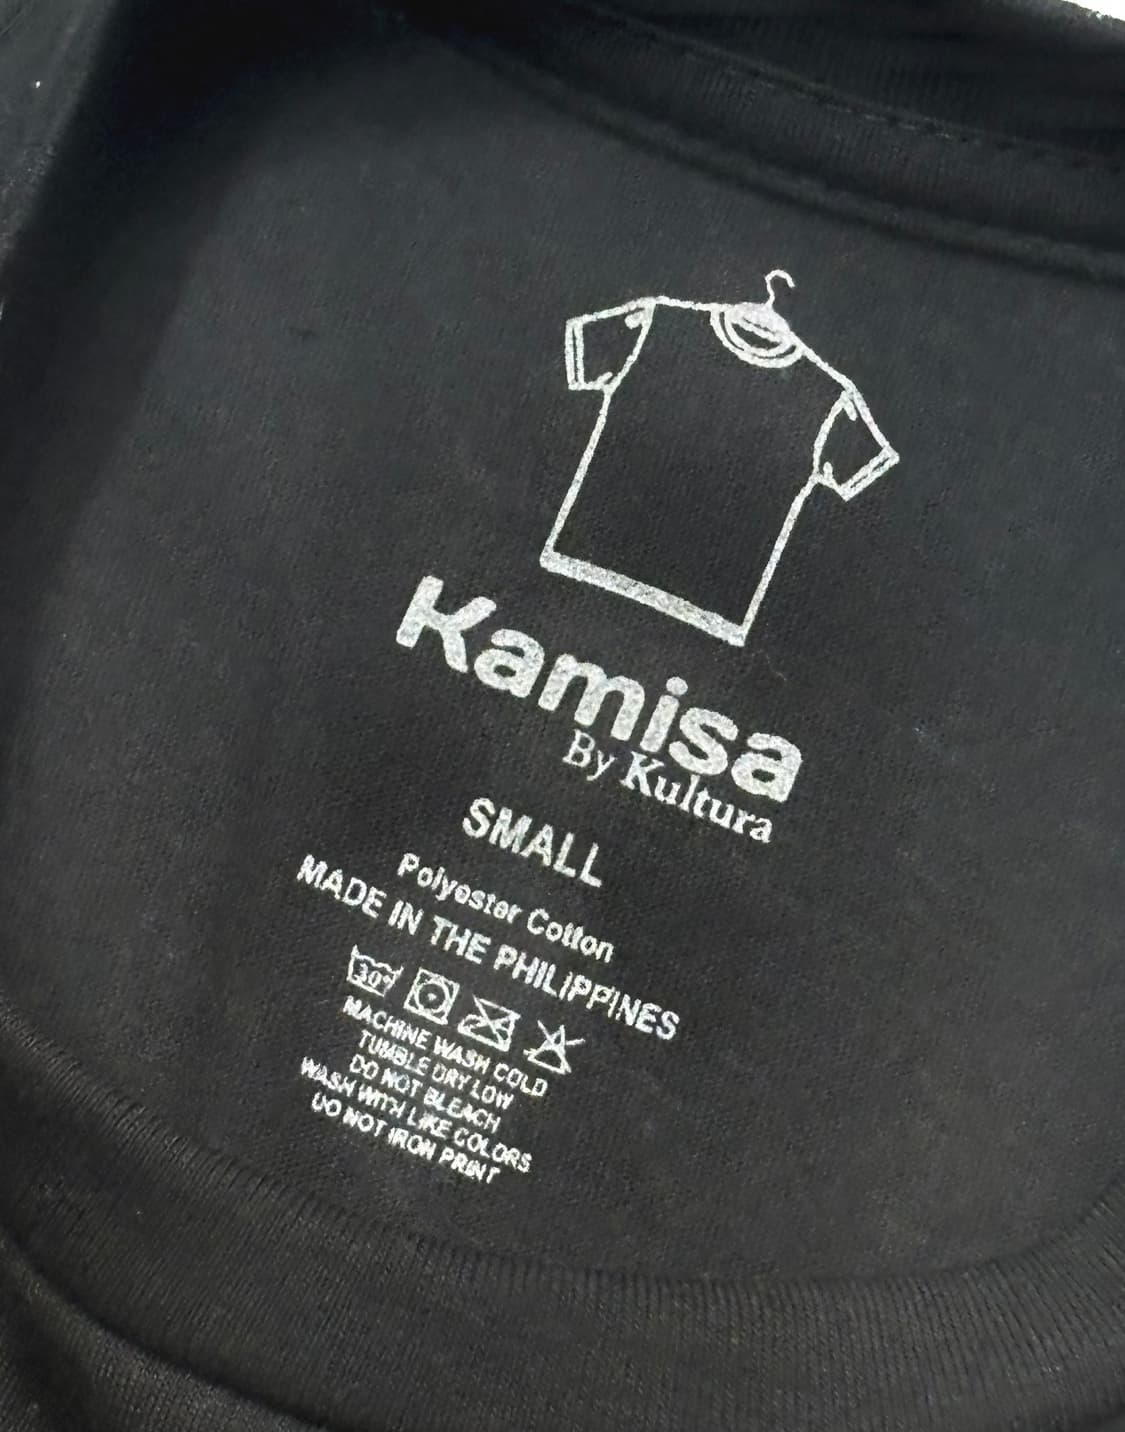 Kamisa
By Kultura
SMALL
Polyester Cotton
MADE IN THE PHILIPPINES
30°
MACHINE WASH COLD
TUMBLE DRY LOW
DO NOT BLEACH
WASH WITH LIKE COLORS
DO NOT IRON PRINT